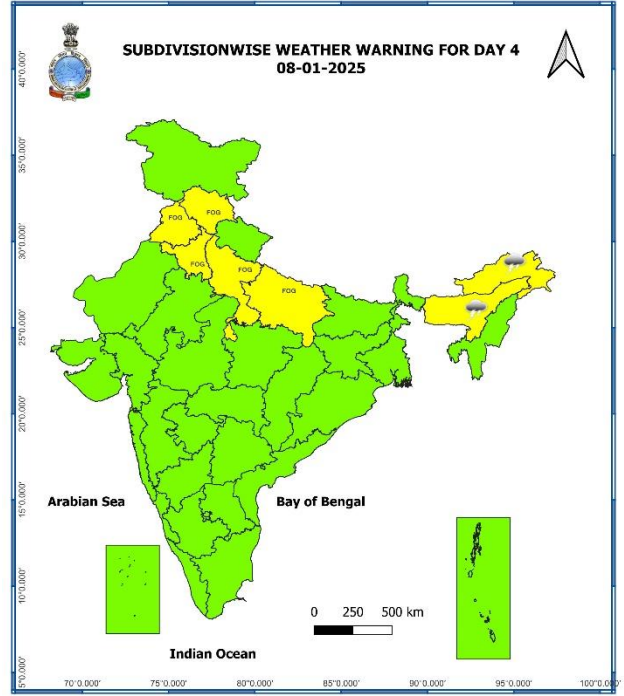 SUBDIVISIONWISE WEATHER WARNING FOR DAY 4
08-01-2025
40°0.000'
35°0.000'
FOG
FOG
30°0.000'
FOG
FOG
FOG
25°0.000'
20°0.000'
15°0.000'
Arabian Sea
Bay of Bengal
10°0.000'
0 250 500 km
Indian Ocean
5°0.000'
70°0.000' 75°0.000' 80°0.000' 85°0.000' 90°0.000' 95°0.000' 100°0.000'